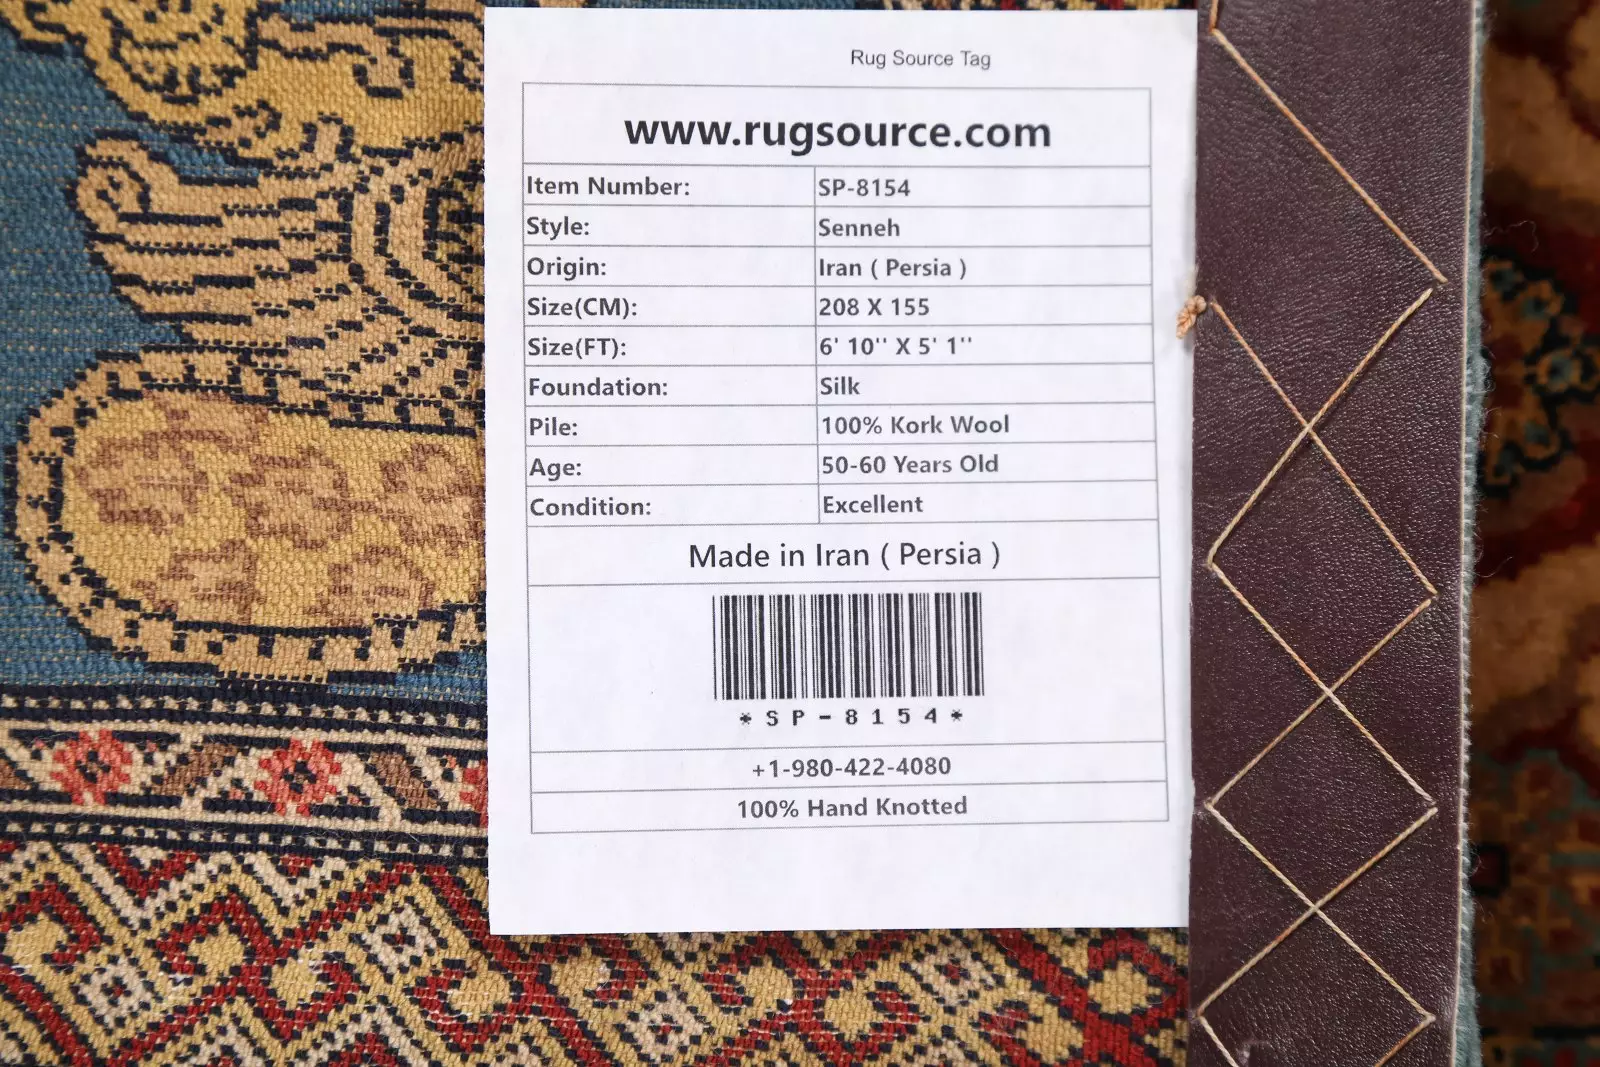 Rug Source Tag
www.rugsource.com
Item Number: SP-8154
Style: Senneh
Origin: Iran ( Persia )
Size(CM): 208 X 155
Size(FT): 6' 10'' X 5' 1''
Foundation: Silk
Pile: 100% Kork Wool
Age: 50-60 Years Old
Condition: Excellent
Made in Iran ( Persia )
*SP-8154*
+1-980-422-4080
100% Hand Knotted